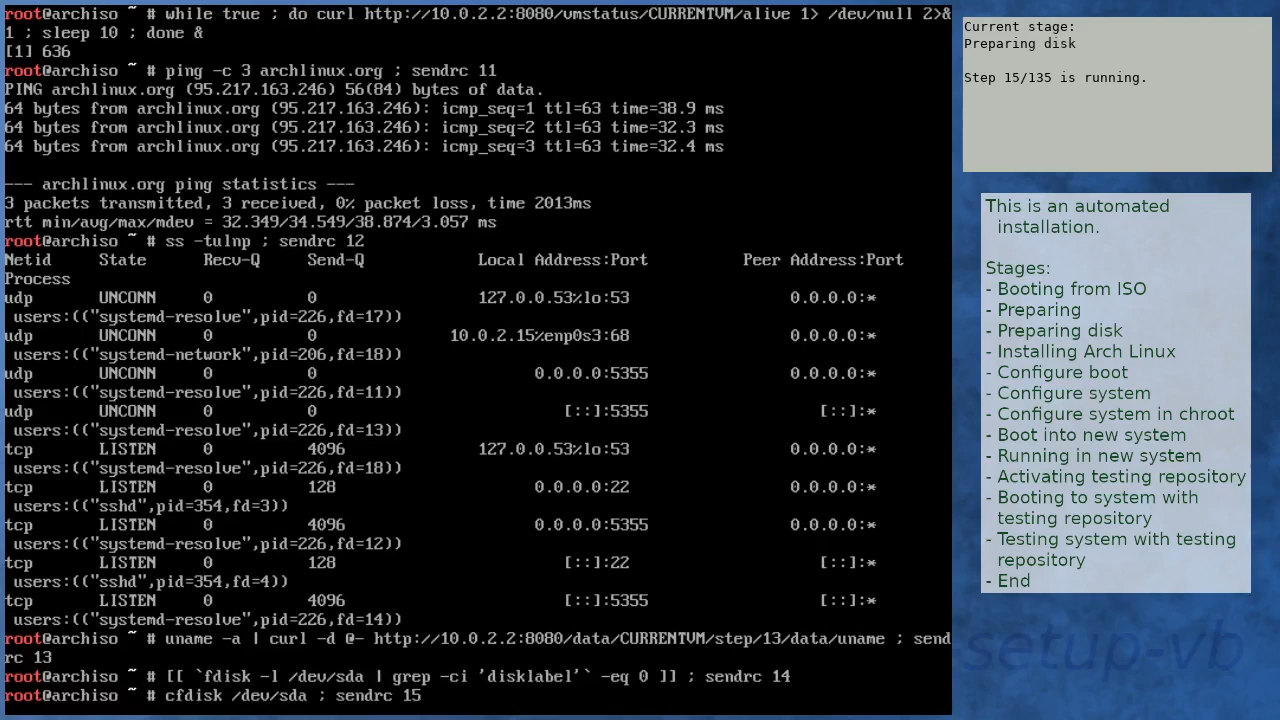 root@archiso ~ # while true ; do curl http://10.0.2.2:8080/vmstatus/CURRENTVM/alive 1> /dev/null 2>&
1 ; sleep 10 ; done &
[1] 636
root@archiso ~ # ping -c 3 archlinux.org ; sendrc 11
PING archlinux.org (95.217.163.246) 56(84) bytes of data.
64 bytes from archlinux.org (95.217.163.246): icmp_seq=1 ttl=63 time=38.9 ms
64 bytes from archlinux.org (95.217.163.246): icmp_seq=2 ttl=63 time=32.3 ms
64 bytes from archlinux.org (95.217.163.246): icmp_seq=3 ttl=63 time=32.4 ms
--- archlinux.org ping statistics ---
3 packets transmitted, 3 received, 0% packet loss, time 2013ms
rtt min/avg/max/mdev = 32.349/34.549/38.874/3.057 ms
root@archiso ~ # ss -tulnp ; sendrc 12
Netid State Recv-Q Send-Q Local Address:Port Peer Address:Port
Process
udp UNCONN 0 0 127.0.0.53%lo:53 0.0.0.0:*
users:(("systemd-resolve",pid=226,fd=17))
udp UNCONN 0 0 10.0.2.15%enp0s3:68 0.0.0.0:*
users:(("systemd-network",pid=206,fd=18))
udp UNCONN 0 0 0.0.0.0:5355 0.0.0.0:*
users:(("systemd-resolve",pid=226,fd=11))
udp UNCONN 0 0 [::]:5355 [::]:*
users:(("systemd-resolve",pid=226,fd=13))
tcp LISTEN 0 4096 127.0.0.53%lo:53 0.0.0.0:*
users:(("systemd-resolve",pid=226,fd=18))
tcp LISTEN 0 128 0.0.0.0:22 0.0.0.0:*
users:(("sshd",pid=354,fd=3))
tcp LISTEN 0 4096 0.0.0.0:5355 0.0.0.0:*
users:(("systemd-resolve",pid=226,fd=12))
tcp LISTEN 0 128 [::]:22 [::]:*
users:(("sshd",pid=354,fd=4))
tcp LISTEN 0 4096 [::]:5355 [::]:*
users:(("systemd-resolve",pid=226,fd=14))
root@archiso ~ # uname -a | curl -d @- http://10.0.2.2:8080/data/CURRENTVM/step/13/data/uname ; send
rc 13
root@archiso ~ # [[ `fdisk -l /dev/sda | grep -ci 'disklabel'` -eq 0 ]] ; sendrc 14
root@archiso ~ # cfdisk /dev/sda ; sendrc 15
Current stage:
Preparing disk
Step 15/135 is running.
This is an automated
installation.
Stages:
- Booting from ISO
- Preparing
- Preparing disk
- Installing Arch Linux
- Configure boot
- Configure system
- Configure system in chroot
- Boot into new system
- Running in new system
- Activating testing repository
- Booting to system with
testing repository
- Testing system with testing
repository
- End
setup-vb